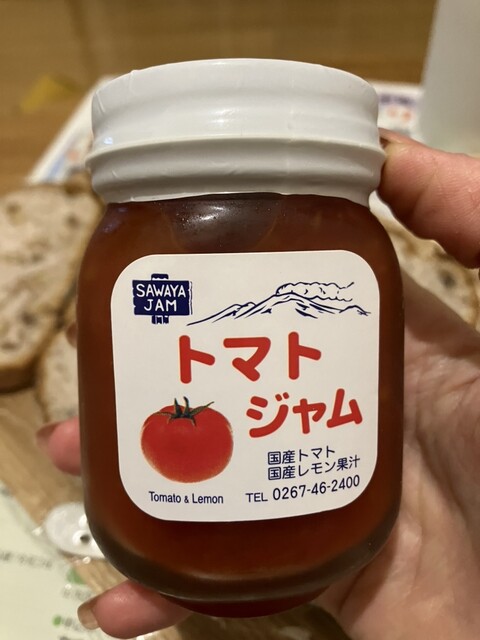 SAWAYA
JAM
トマト
ジャム
国産トマト
国産レモン果汁
Tomato & Lemon
TEL 0267-46-2400